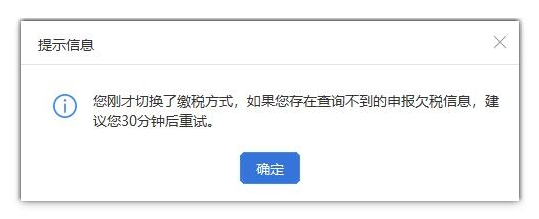 提示信息
您刚才切换了缴税方式，如果您存在查询不到的申报欠税信息，建
议您30分钟后重试。
确定